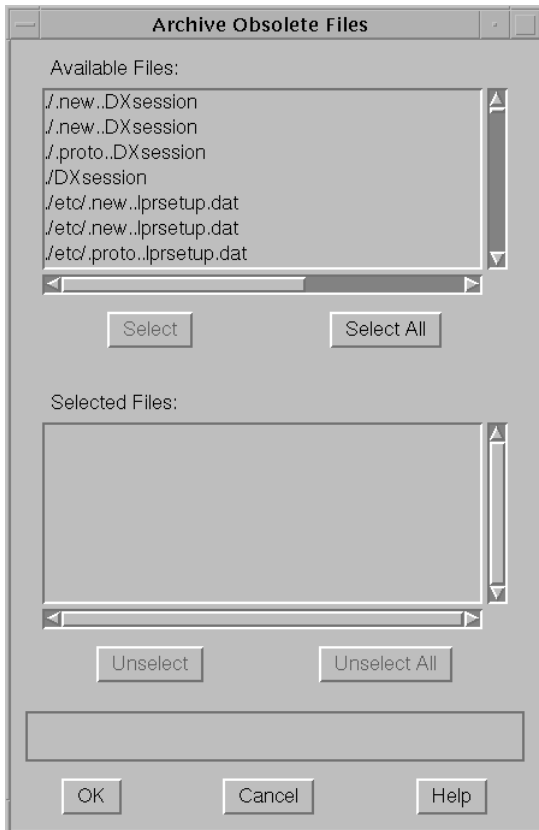 Archive Obsolete Files
Available Files:
./.new..DXsession
./.new..DXsession
./.proto..DXsession
./DXsession
./etc/.new..lprsetup.dat
./etc/.new..lprsetup.dat
./etc/.proto..lprsetup.dat
Select Select All
Selected Files:
Unselect Unselect All
OK Cancel Help